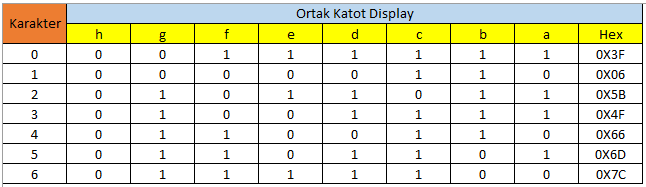 Karakter Ortak Katot Display
h g f e d c b a Hex
0 0 0 1 1 1 1 1 1 0X3F
1 0 0 0 0 0 1 1 0 0X06
2 0 1 0 1 1 0 1 1 0X5B
3 0 1 0 0 1 1 1 1 0X4F
4 0 1 1 0 0 1 1 0 0X66
5 0 1 1 0 1 1 0 1 0X6D
6 0 1 1 1 1 1 0 0 0X7C